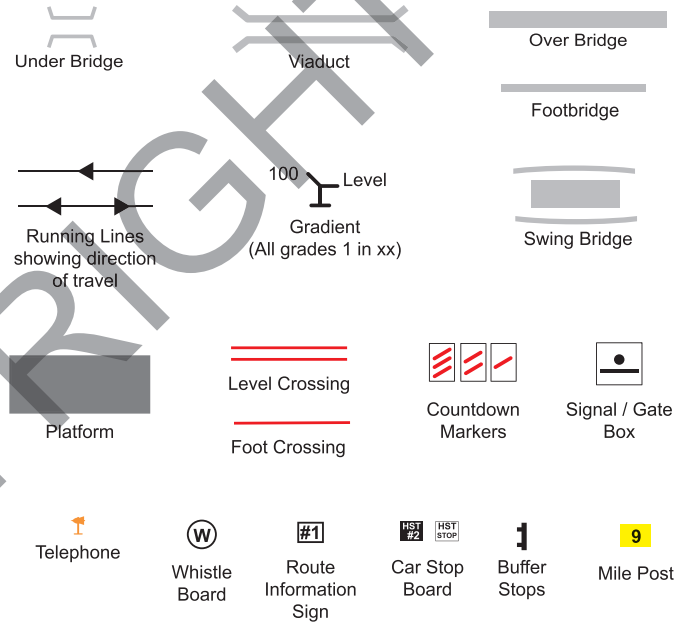 Under Bridge
Viaduct
Over Bridge
Footbridge
Running Lines
showing direction
of travel
100
Level
Gradient
(All grades 1 in xx)
Swing Bridge
Platform
Level Crossing
Foot Crossing
Countdown
Markers
Signal / Gate
Box
Telephone
W
Whistle
Board
#1
Route
Information
Sign
HST
#2
HST
STOP
Car Stop
Board
Buffer
Stops
9
Mile Post
RIGHT